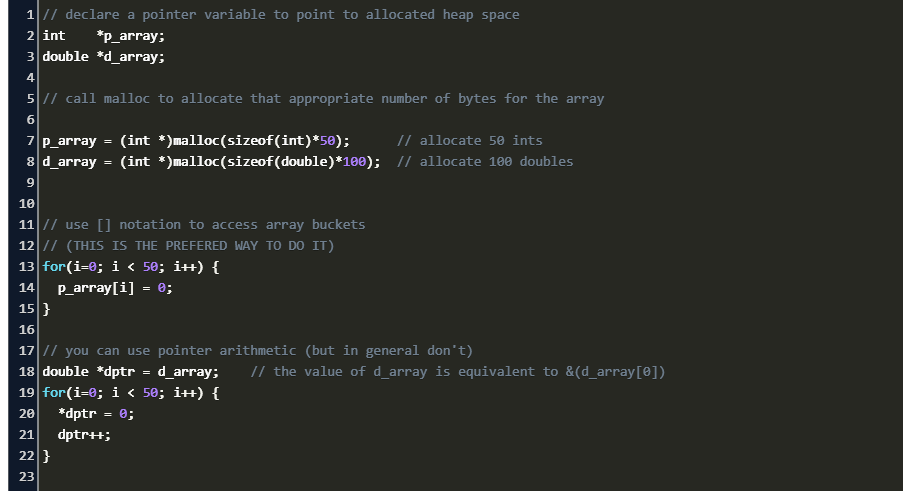 1 // declare a pointer variable to point to allocated heap space
2 int    *p_array;
3 double *d_array;
4
5 // call malloc to allocate that appropriate number of bytes for the array
6
7 p_array = (int *)malloc(sizeof(int)*50);      // allocate 50 ints
8 d_array = (int *)malloc(sizeof(double)*100);  // allocate 100 doubles
9
10
11 // use [] notation to access array buckets
12 // (THIS IS THE PREFERED WAY TO DO IT)
13 for(i=0; i < 50; i++) {
14   p_array[i] = 0;
15 }
16
17 // you can use pointer arithmetic (but in general don't)
18 double *dptr = d_array;    // the value of d_array is equivalent to &(d_array[0])
19 for(i=0; i < 50; i++) {
20   *dptr = 0;
21   dptr++;
22 }
23